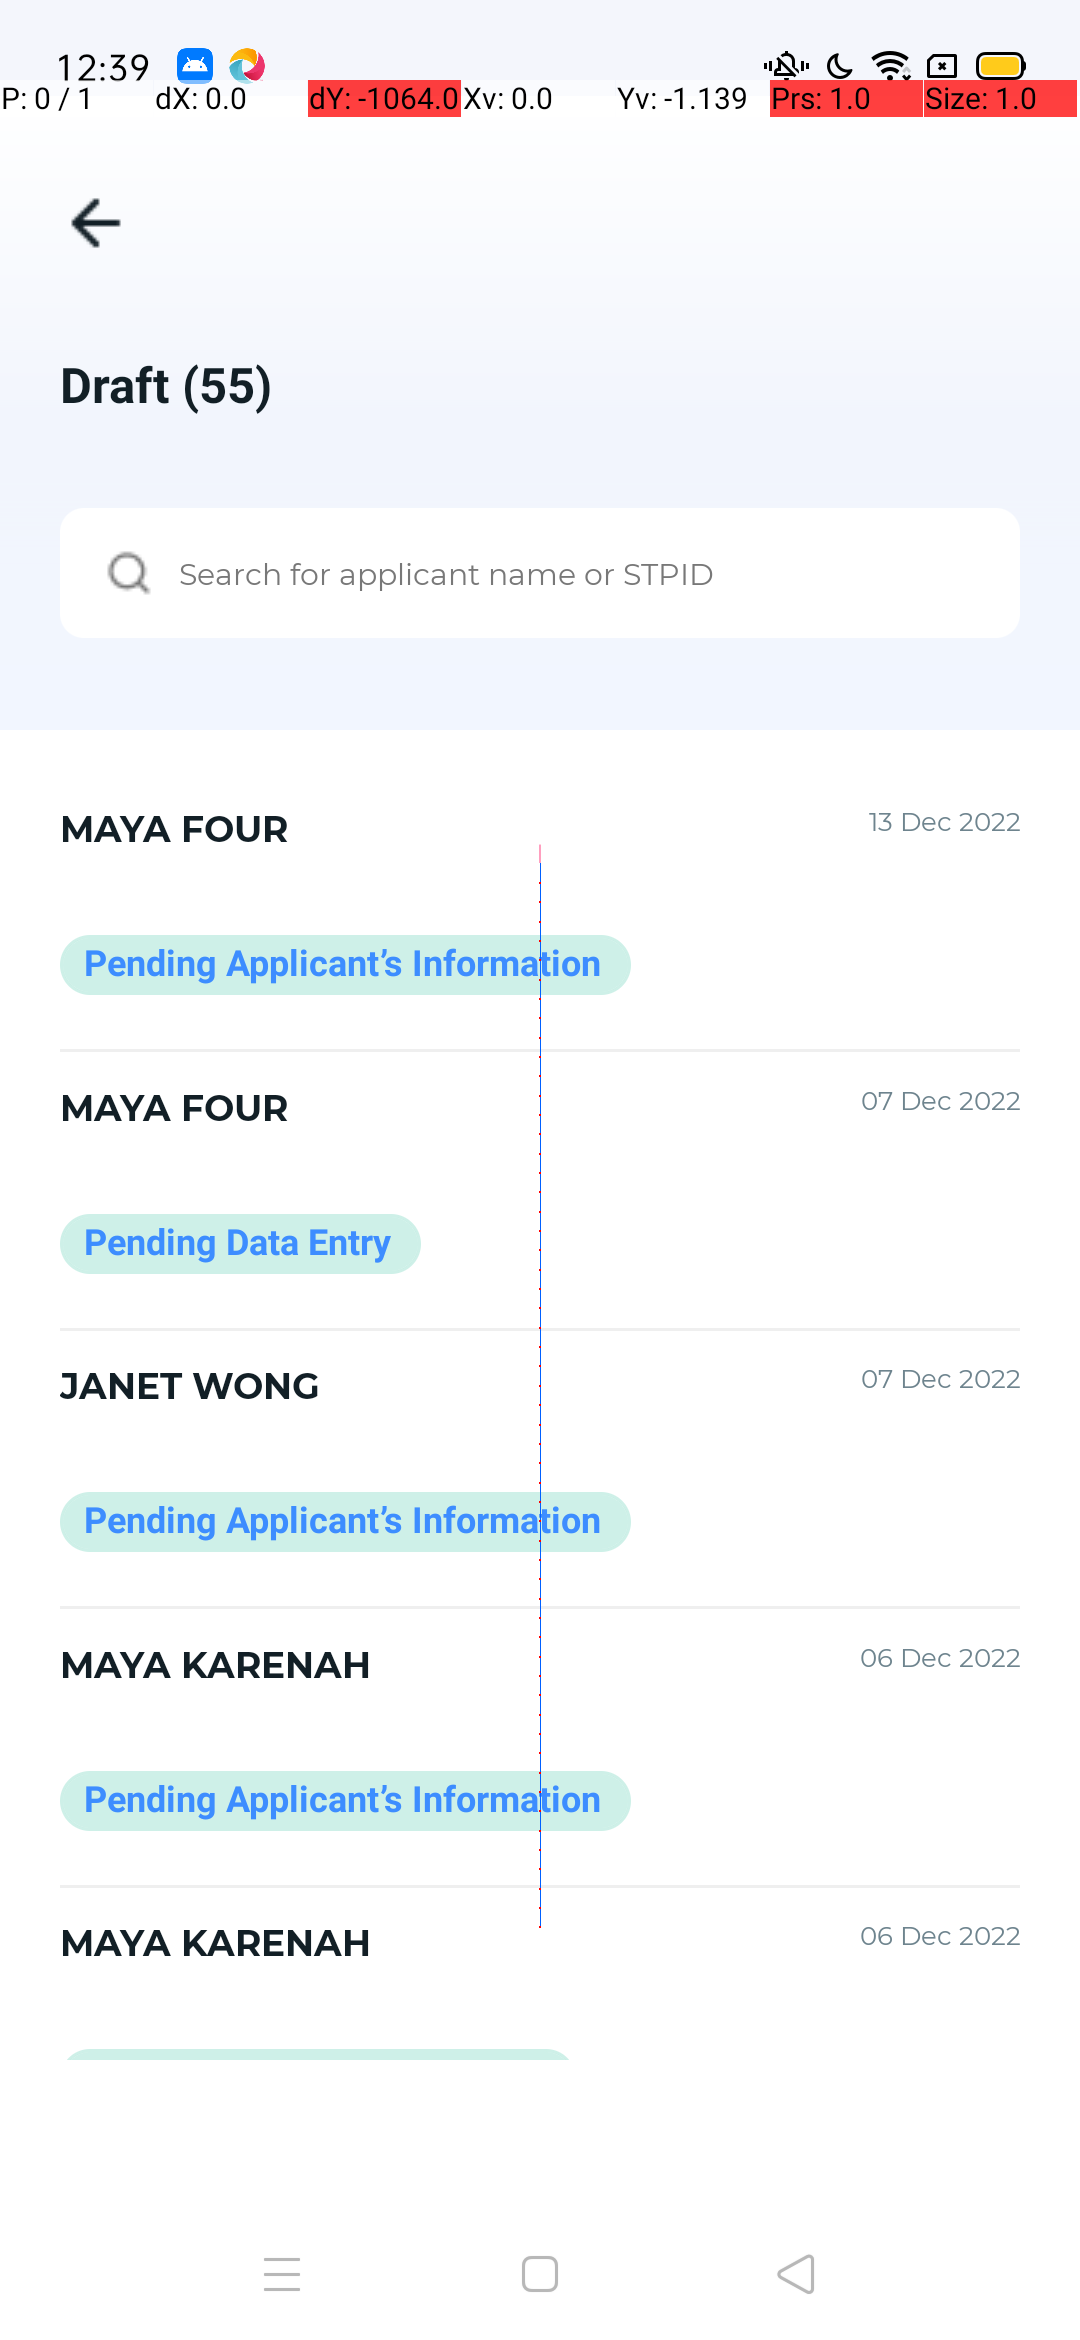 12:39
P: 0 / 1 dX: 0.0 dY: -1064.0 Xv: 0.0 Yv: -1.139 Prs: 1.0 Size: 1.0
Draft (55)
Search for applicant name or STPID
MAYA FOUR 13 Dec 2022
Pending Applicant’s Information
MAYA FOUR 07 Dec 2022
Pending Data Entry
JANET WONG 07 Dec 2022
Pending Applicant’s Information
MAYA KARENAH 06 Dec 2022
Pending Applicant’s Information
MAYA KARENAH 06 Dec 2022